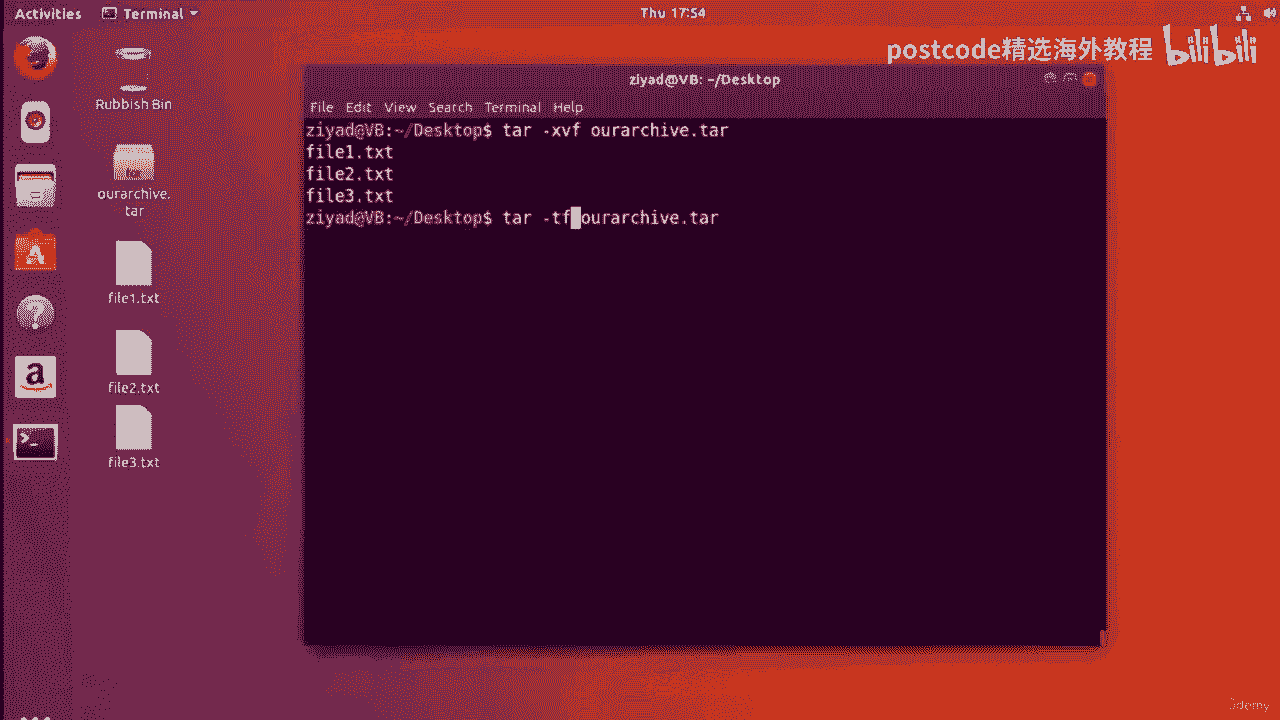 Activities Terminal Thu 17:54
postcode精选海外教程 bilibili
Rubbish Bin
ourarchive.
tar
file1.txt
file2.txt
file3.txt
ziyad@VB: ~/Desktop
File Edit View Search Terminal Help
ziyad@VB:~/Desktop$ tar -xvf ourarchive.tar
file1.txt
file2.txt
file3.txt
ziyad@VB:~/Desktop$ tar -tf ourarchive.tar
Udemy